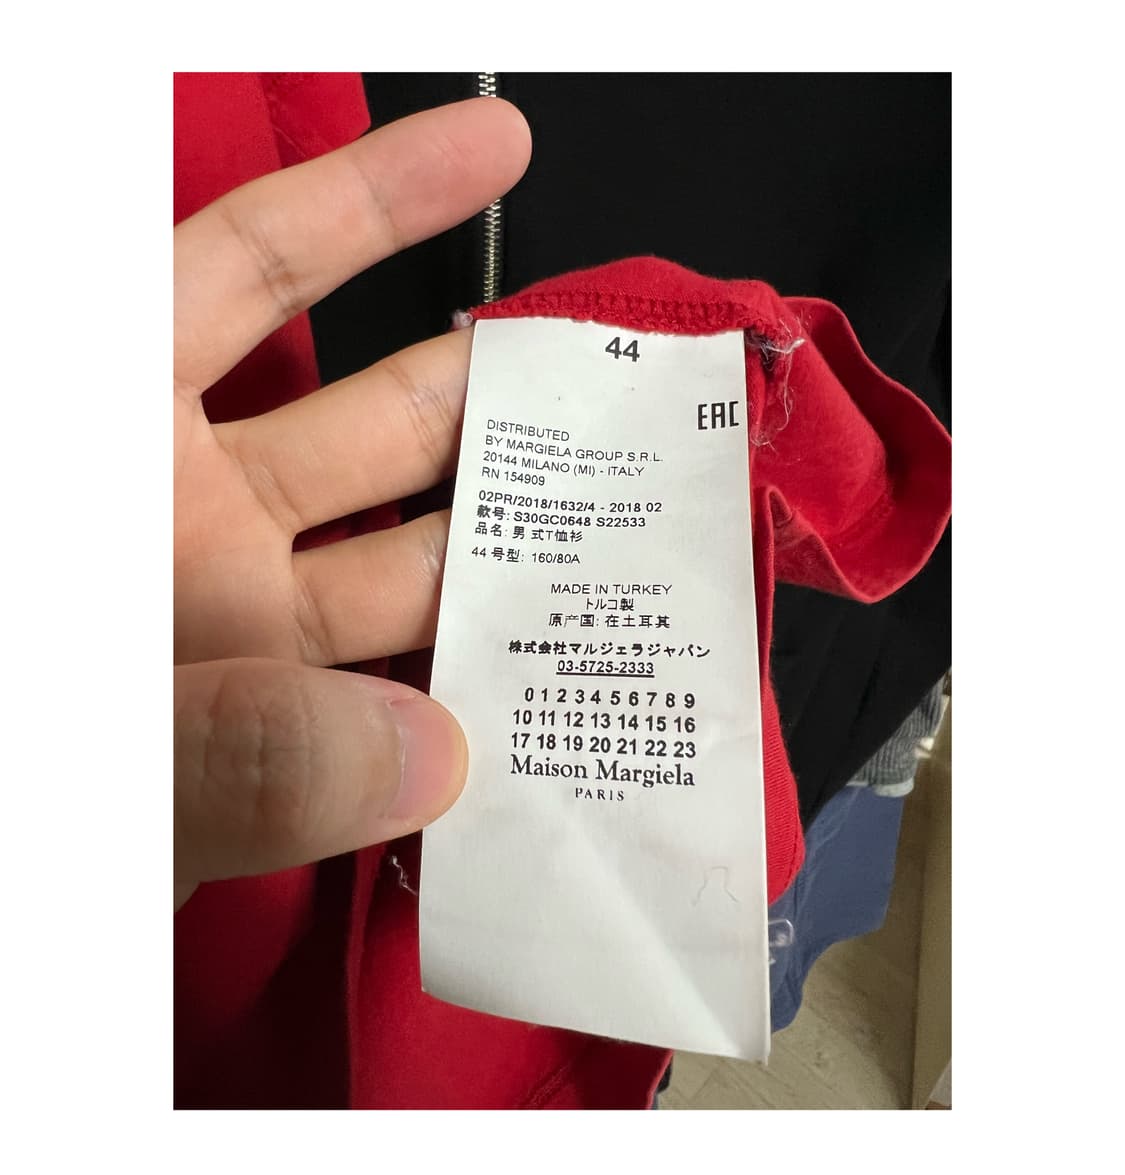 44
EAC
DISTRIBUTED
BY MARGIELA GROUP S.R.L.
20144 MILANO (MI) - ITALY
RN 154909
02PR/2018/1632/4 - 2018 02
款号: S30GC0648 S22533
品名: 男 式T恤衫
44 号型: 160/80A
MADE IN TURKEY
トルコ製
原产国: 在土耳其
株式会社マルジェラジャパン
03-5725-2333
0 1 2 3 4 5 6 7 8 9
10 11 12 13 14 15 16
17 18 19 20 21 22 23
Maison Margiela
PARIS